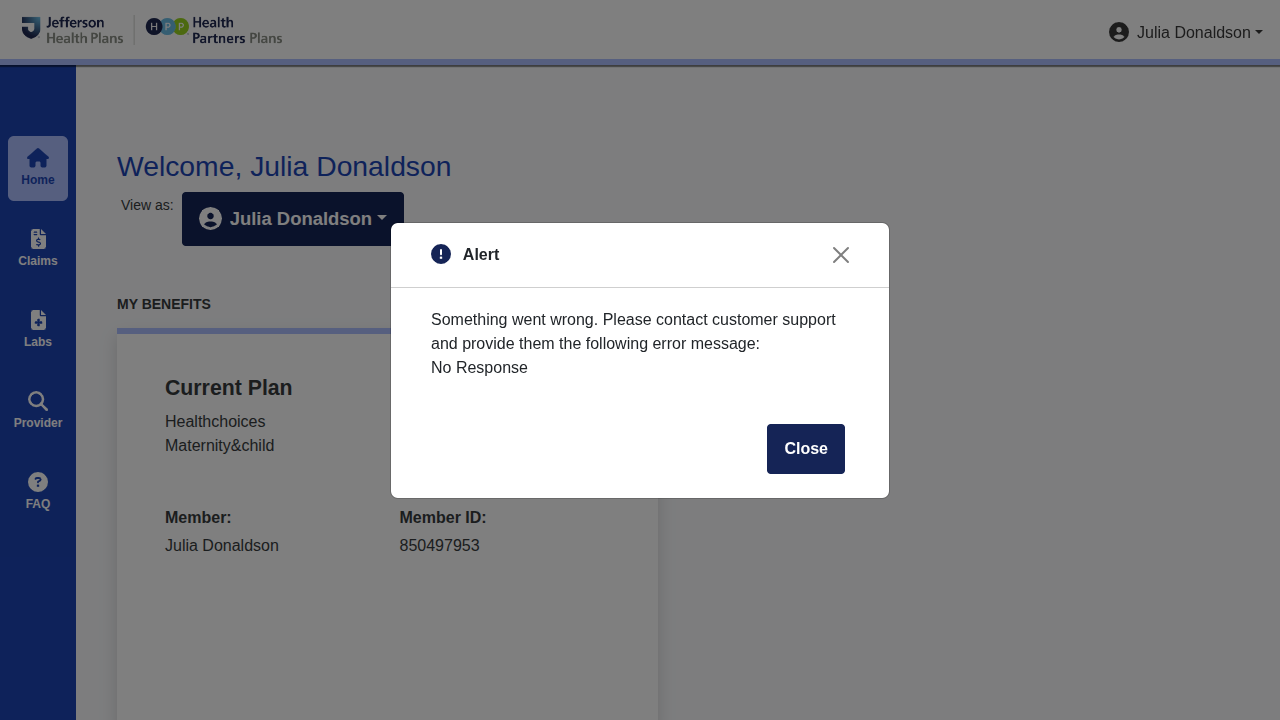 Jefferson
Health Plans
H P P
Health
Partners Plans
Julia Donaldson
Home
Claims
Labs
Provider
FAQ
Welcome, Julia Donaldson
View as:
Julia Donaldson
MY BENEFITS
Current Plan
Healthchoices
Maternity&child
Member:
Julia Donaldson
Member ID:
850497953
Alert
Something went wrong. Please contact customer support
and provide them the following error message:
No Response
Close